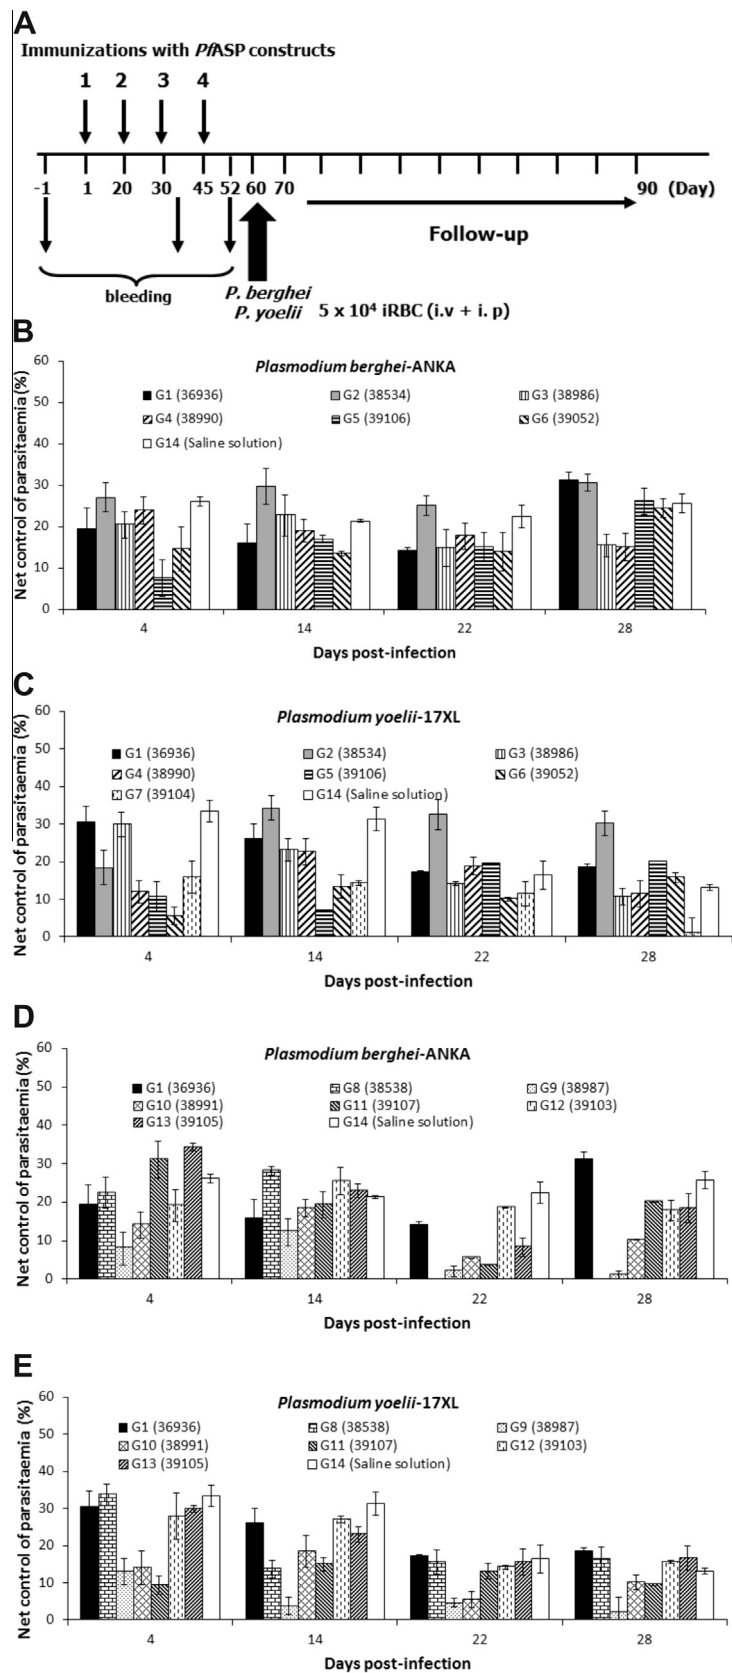 A
Immunizations with PfASP constructs
1 2 3 4
-1 1 20 30 45 52 60 70 90 (Day)
Follow-up
bleeding
P. berghei
P. yoelii 5 x 10⁴ iRBC (i.v + i. p)
B
Plasmodium berghei-ANKA
G1 (36936) G2 (38534) G3 (38986)
G4 (38990) G5 (39106) G6 (39052)
G14 (Saline solution)
Net control of parasitaemia (%)
60
50
40
30
20
10
0
4 14 22 28
Days post-infection
C
Plasmodium yoelii-17XL
G1 (36936) G2 (38534) G3 (38986)
G4 (38990) G5 (39106) G6 (39052)
G7 (39104) G14 (Saline solution)
Net control of parasitaemia (%)
60
50
40
30
20
10
0
4 14 22 28
Days post-infection
D
Plasmodium berghei-ANKA
G1 (36936) G8 (38538) G9 (38987)
G10 (38991) G11 (39107) G12 (39103)
G13 (39105) G14 (Saline solution)
Net control of parasitaemia (%)
60
50
40
30
20
10
0
4 14 22 28
Days post-infection
E
Plasmodium yoelii-17XL
G1 (36936) G8 (38538) G9 (38987)
G10 (38991) G11 (39107) G12 (39103)
G13 (39105) G14 (Saline solution)
Net control of parasitaemia (%)
60
50
40
30
20
10
0
4 14 22 28
Days post-infection